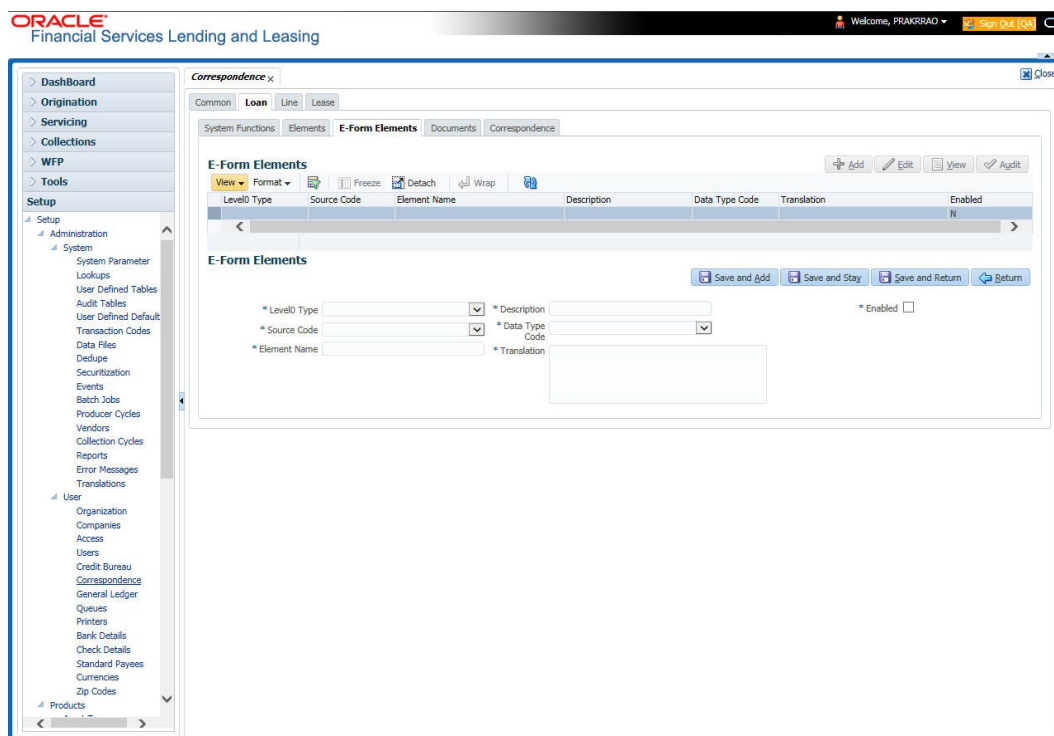 ORACLE
Financial Services Lending and Leasing
Welcome, PRAKRRAO
Sign Out [QA]
DashBoard
Origination
Servicing
Collections
WFP
Tools
Setup
Setup
Administration
System
System Parameter
Lookups
User Defined Tables
Audit Tables
User Defined Default
Transaction Codes
Data Files
Dedupe
Securitization
Events
Batch Jobs
Producer Cycles
Vendors
Collection Cycles
Reports
Error Messages
Translations
User
Organization
Companies
Access
Users
Credit Bureau
Correspondence
General Ledger
Queues
Printers
Bank Details
Check Details
Standard Payees
Currencies
Zip Codes
Products
Correspondence x
Close
Common Loan Line Lease
System Functions Elements E-Form Elements Documents Correspondence
E-Form Elements
Add Edit View Audit
View Format Freeze Detach Wrap
Level0 Type Source Code Element Name Description Data Type Code Translation Enabled
N
E-Form Elements
Save and Add Save and Stay Save and Return Return
* Level0 Type * Description * Enabled
* Source Code * Data Type Code
* Element Name * Translation